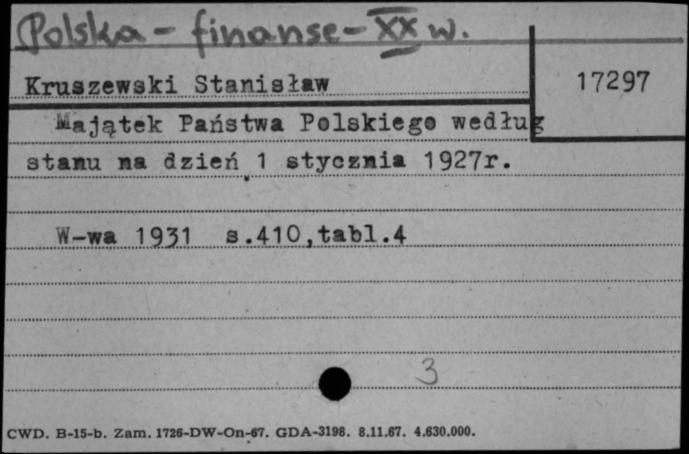 Polska - finanse - XX w.
Kruszewski Stanisław
17297
Majątek Państwa Polskiego według
stanu na dzień 1 stycznia 1927r.
W-wa 1931 s.410,tabl.4
3
CWD. B-15-b. Zam. 1726-DW-On-67. GDA-3198. 8.11.67. 4.630.000.